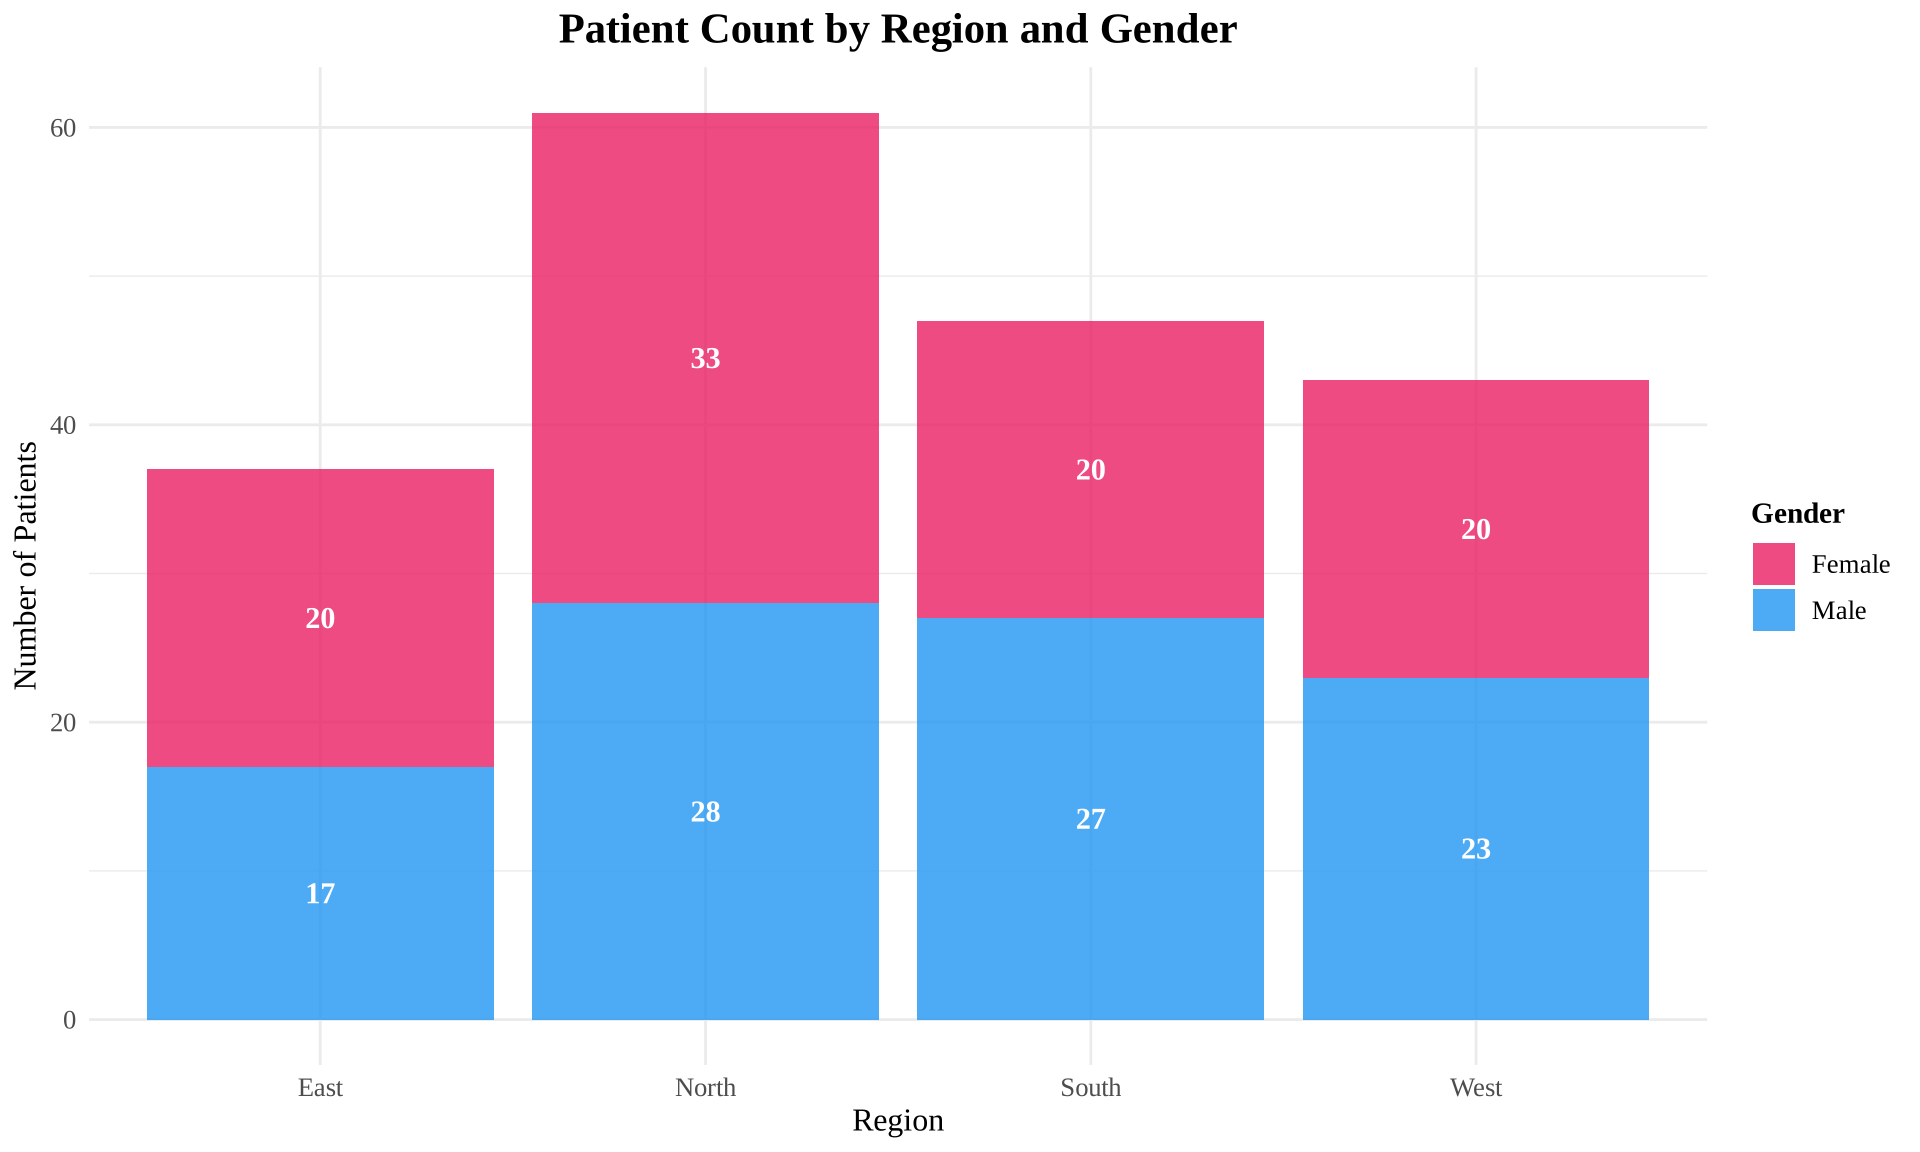 Patient Count by Region and Gender
Number of Patients
60
40
20
0
33
20
20
20
28
27
23
17
East North South West
Region
Gender
Female
Male